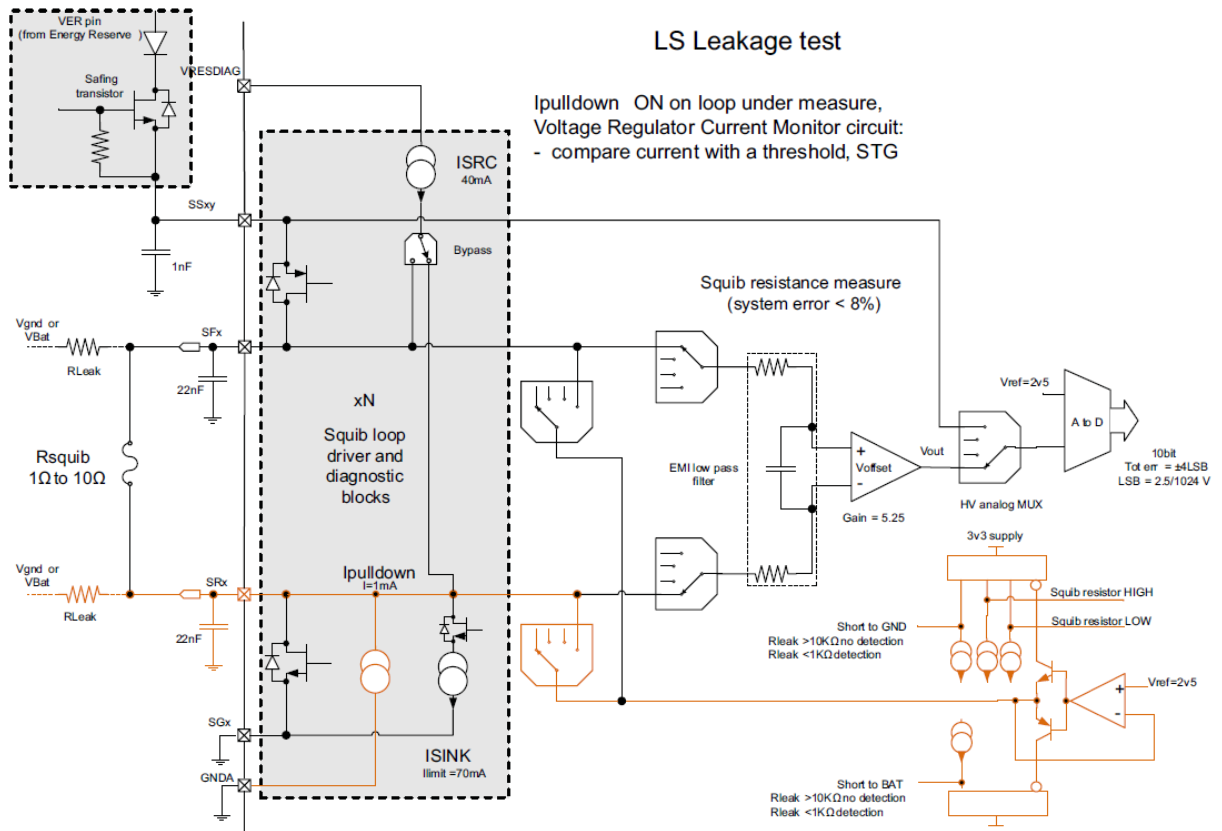 VER pin
(from Energy Reserve )
LS Leakage test
VRESDIAG
Safing
transistor
Ipulldown ON on loop under measure,
Voltage Regulator Current Monitor circuit:
- compare current with a threshold, STG
ISRC
40mA
SSxy
Bypass
1nF
Squib resistance measure
(system error < 8%)
Vgnd or
VBat
SFx
RLeak
22nF
Vref=2v5
A to D
xN
Squib loop
driver and
diagnostic
blocks
Rsquib
1Ω to 10Ω
EMI low pass
filter
+
Voffset
-
Vout
Gain = 5.25
HV analog MUX
10bit
Tot err = ±4LSB
LSB = 2.5/1024 V
3v3 supply
Ipulldown
I=1mA
Vgnd or
VBat
SRx
RLeak
22nF
Squib resistor HIGH
Short to GND
Squib resistor LOW
Rleak >10KΩ no detection
Rleak <1KΩ detection
+
Vref=2v5
-
SGx
ISINK
Ilimit =70mA
GNDA
Short to BAT
Rleak >10KΩ no detection
Rleak <1KΩ detection